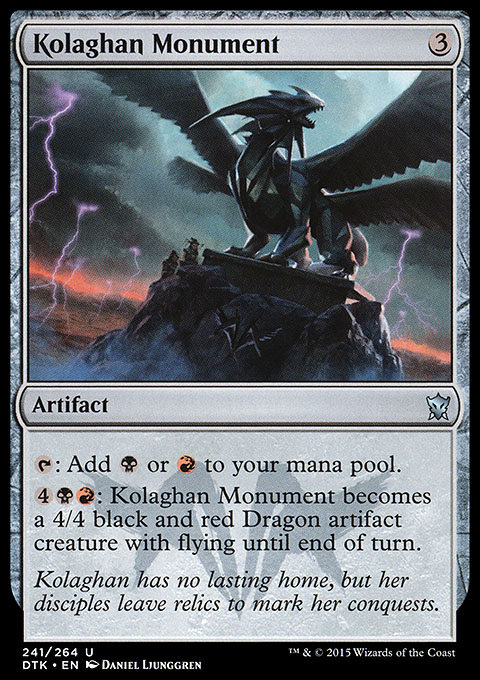 Kolaghan Monument 3
Artifact
: Add or to your mana pool.
4 : Kolaghan Monument becomes
a 4/4 black and red Dragon artifact
creature with flying until end of turn.
Kolaghan has no lasting home, but her
disciples leave relics to mark her conquests.
241/264 U
DTK • EN Daniel Ljunggren
™ & © 2015 Wizards of the Coast